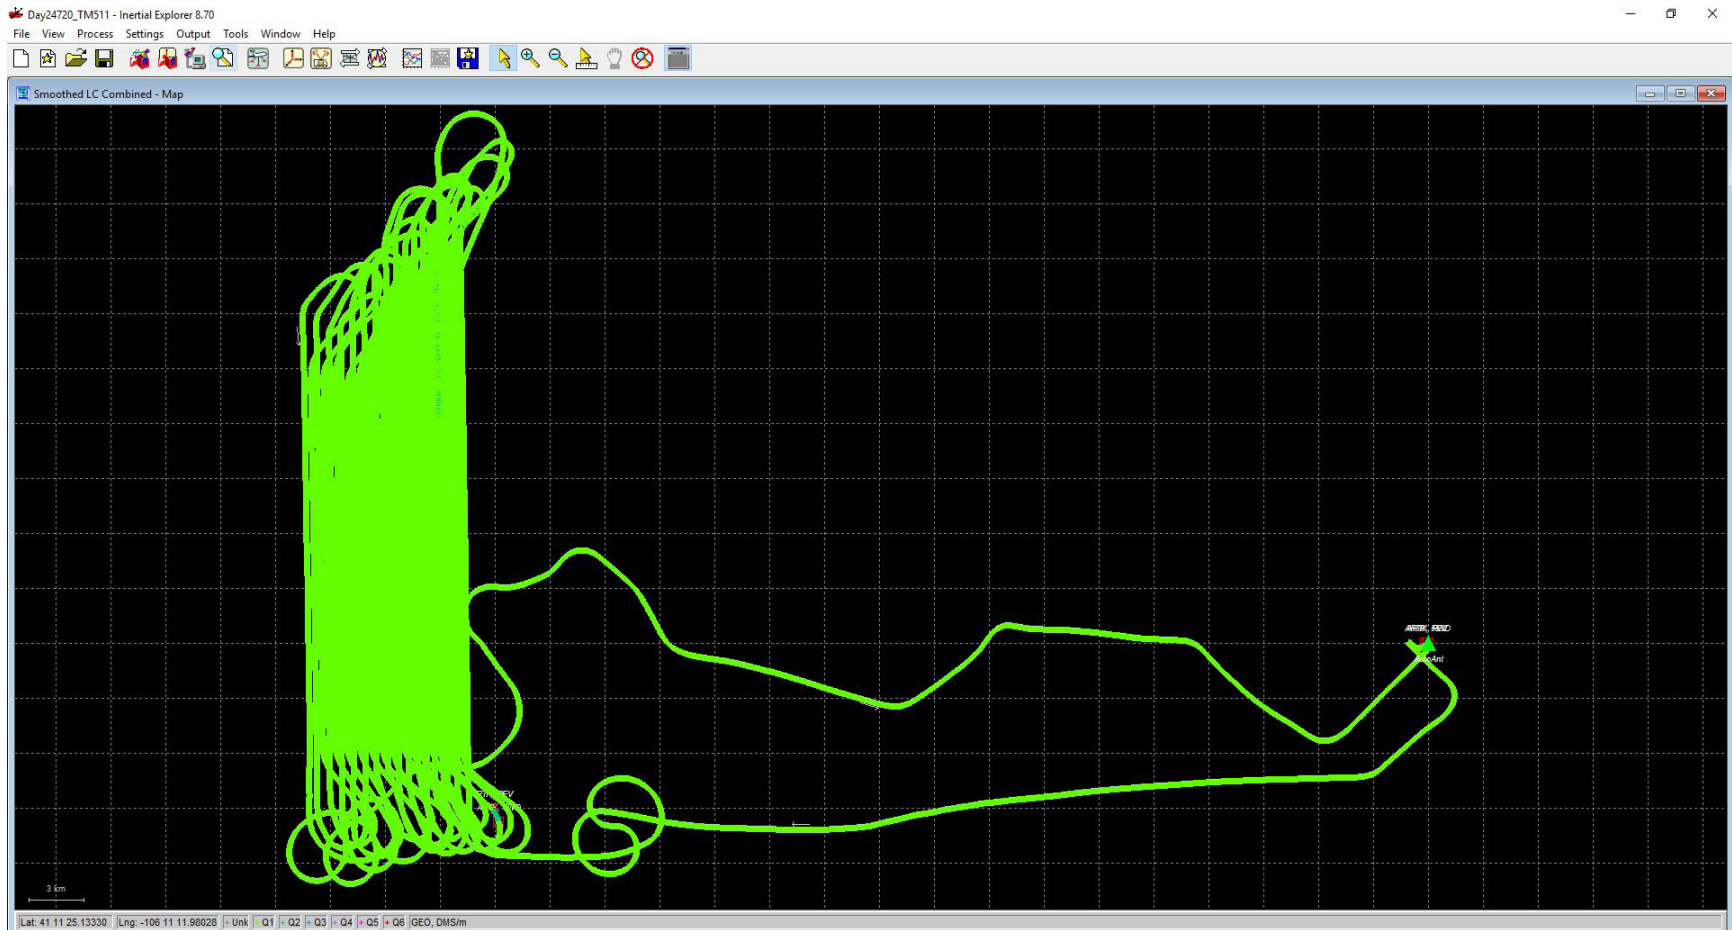 Day24720_TM511 - Inertial Explorer 8.70
File View Process Settings Output Tools Window Help
Smoothed LC Combined - Map
3 km
Lat: 41 11 25.13330 Lng: -106 11 11.98028 + Unk + Q1 + Q2 + Q3 + Q4 + Q5 + Q6 GEO, DMS/m